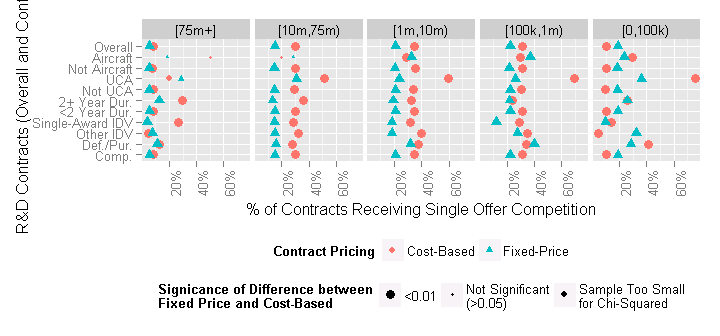 R&D Contracts (Overall and Cont
[75m+] [10m,75m) [1m,10m) [100k,1m) [0,100k)
Overall
Aircraft
Not Aircraft
UCA
Not UCA
2+ Year Dur.
<2 Year Dur.
Single-Award IDV
Other IDV
Def./Pur.
Comp.
20% 40% 60% 20% 40% 60% 20% 40% 60% 20% 40% 60% 20% 40% 60%
% of Contracts Receiving Single Offer Competition
Contract Pricing Cost-Based Fixed-Price
Signicance of Difference between
Fixed Price and Cost-Based
<0.01
Not Significant
(>0.05)
Sample Too Small
for Chi-Squared